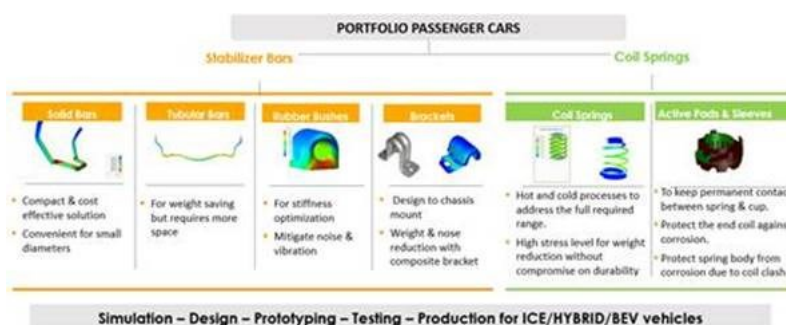 PORTFOLIO PASSENGER CARS
Stabilizer Bars
Coil Springs
Solid Bars
Tubular Bars
Rubber Bushes
Brackets
Coil Springs
Active Pads & Sleeves
Compact & cost
effective solution
Convenient for small
diameters
For weight saving
but requires more
space
For stiffness
optimization
Mitigate noise &
vibration
Design to chassis
mount
Weight & nose
reduction with
composite bracket
Hot and cold processes to
address the full required
range.
High stress level for weight
reduction without
compromise on durability
To keep permanent contac
between spring & cup.
Protect the end coil agains
corrosion.
Protect spring body from
corrosion due to coil clash
Simulation – Design – Prototyping – Testing – Production for ICE/HYBRID/BEV vehicles